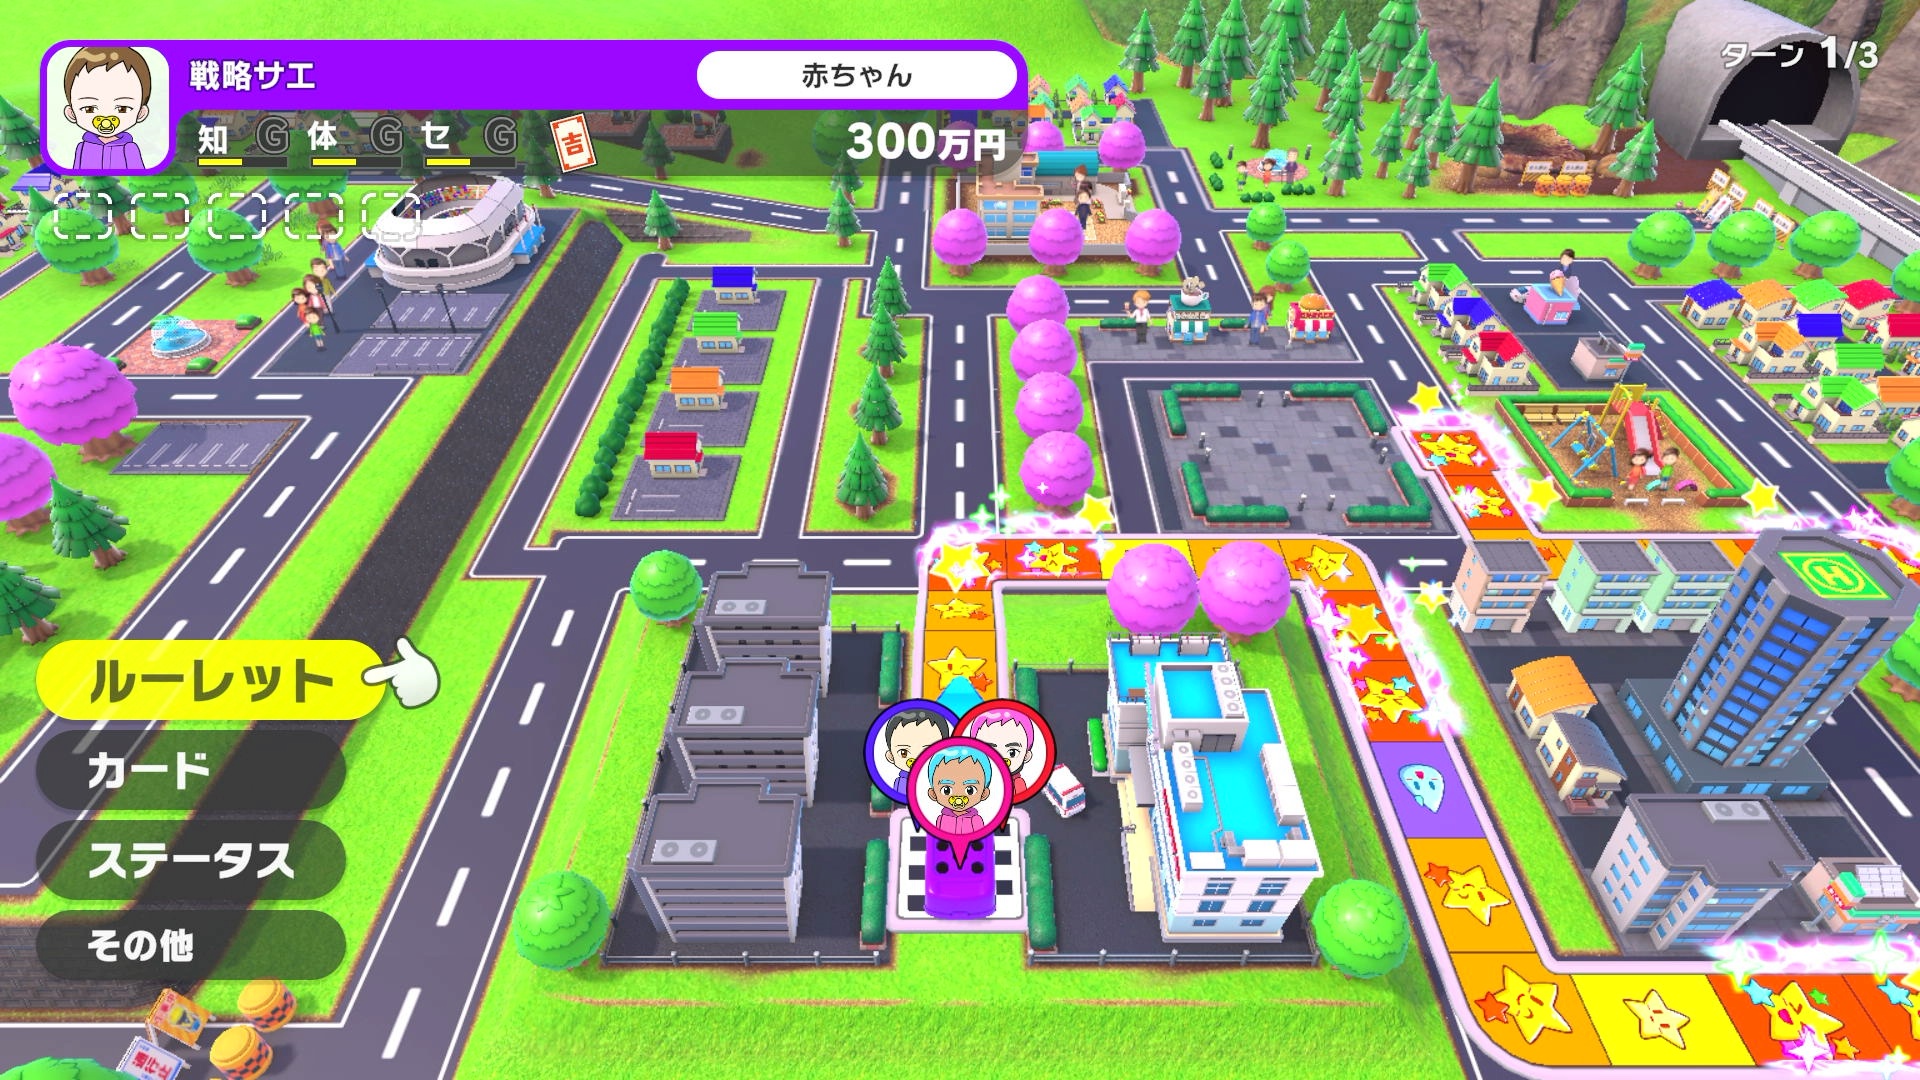 戦略サエ
赤ちゃん
ターン 1/3
知 G 体 G セ G 吉
300万円
ルーレット
カード
ステータス
その他
H